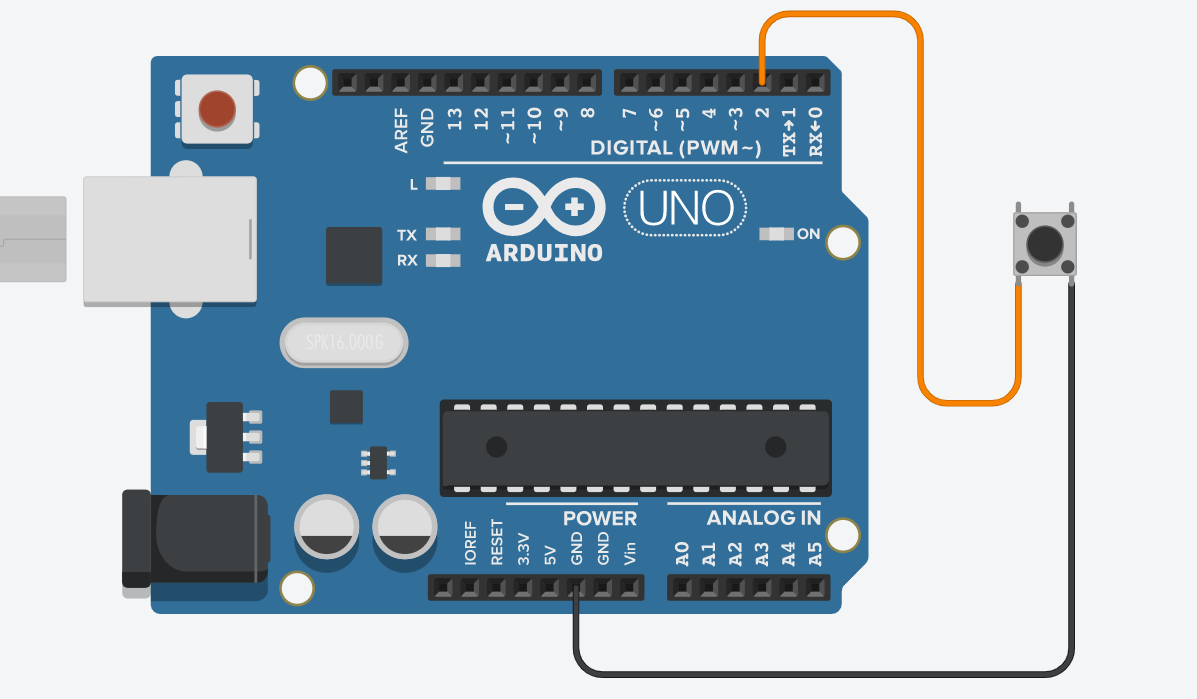 AREF
GND
13
12
~11
~10
~9
8
7
~6
~5
4
~3
2
TX→1
RX←0
DIGITAL (PWM~)
L
TX
RX
UNO
ARDUINO
ON
SPK16.000G
POWER
ANALOG IN
IOREF
RESET
3.3V
5V
GND
GND
Vin
A0
A1
A2
A3
A4
A5